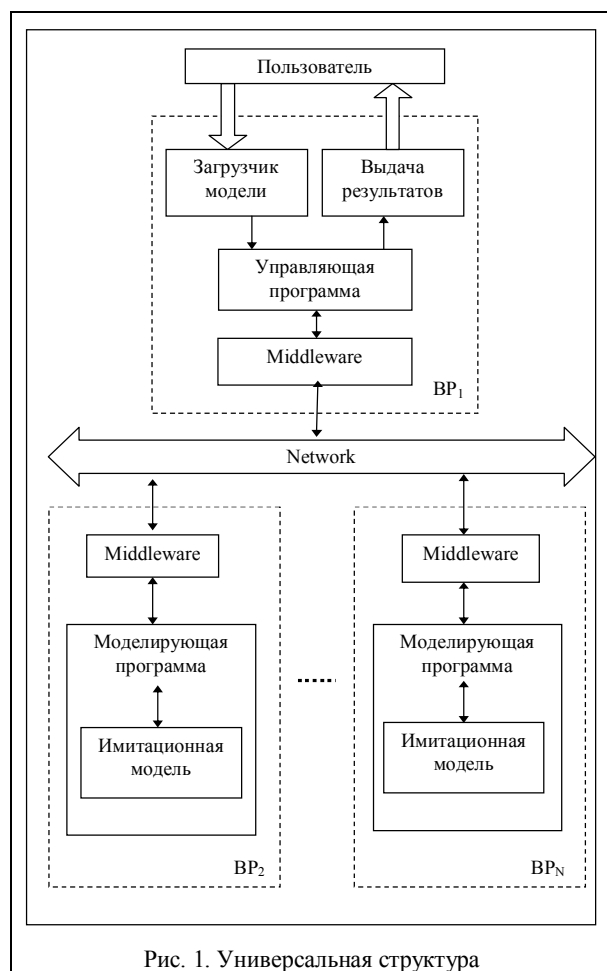 Пользователь
Загрузчик
модели
Выдача
результатов
Управляющая
программа
Middleware
BP₁
Network
Middleware
Моделирующая
программа
Имитационная
модель
BP₂
Middleware
Моделирующая
программа
Имитационная
модель
BPN
Рис. 1. Универсальная структура